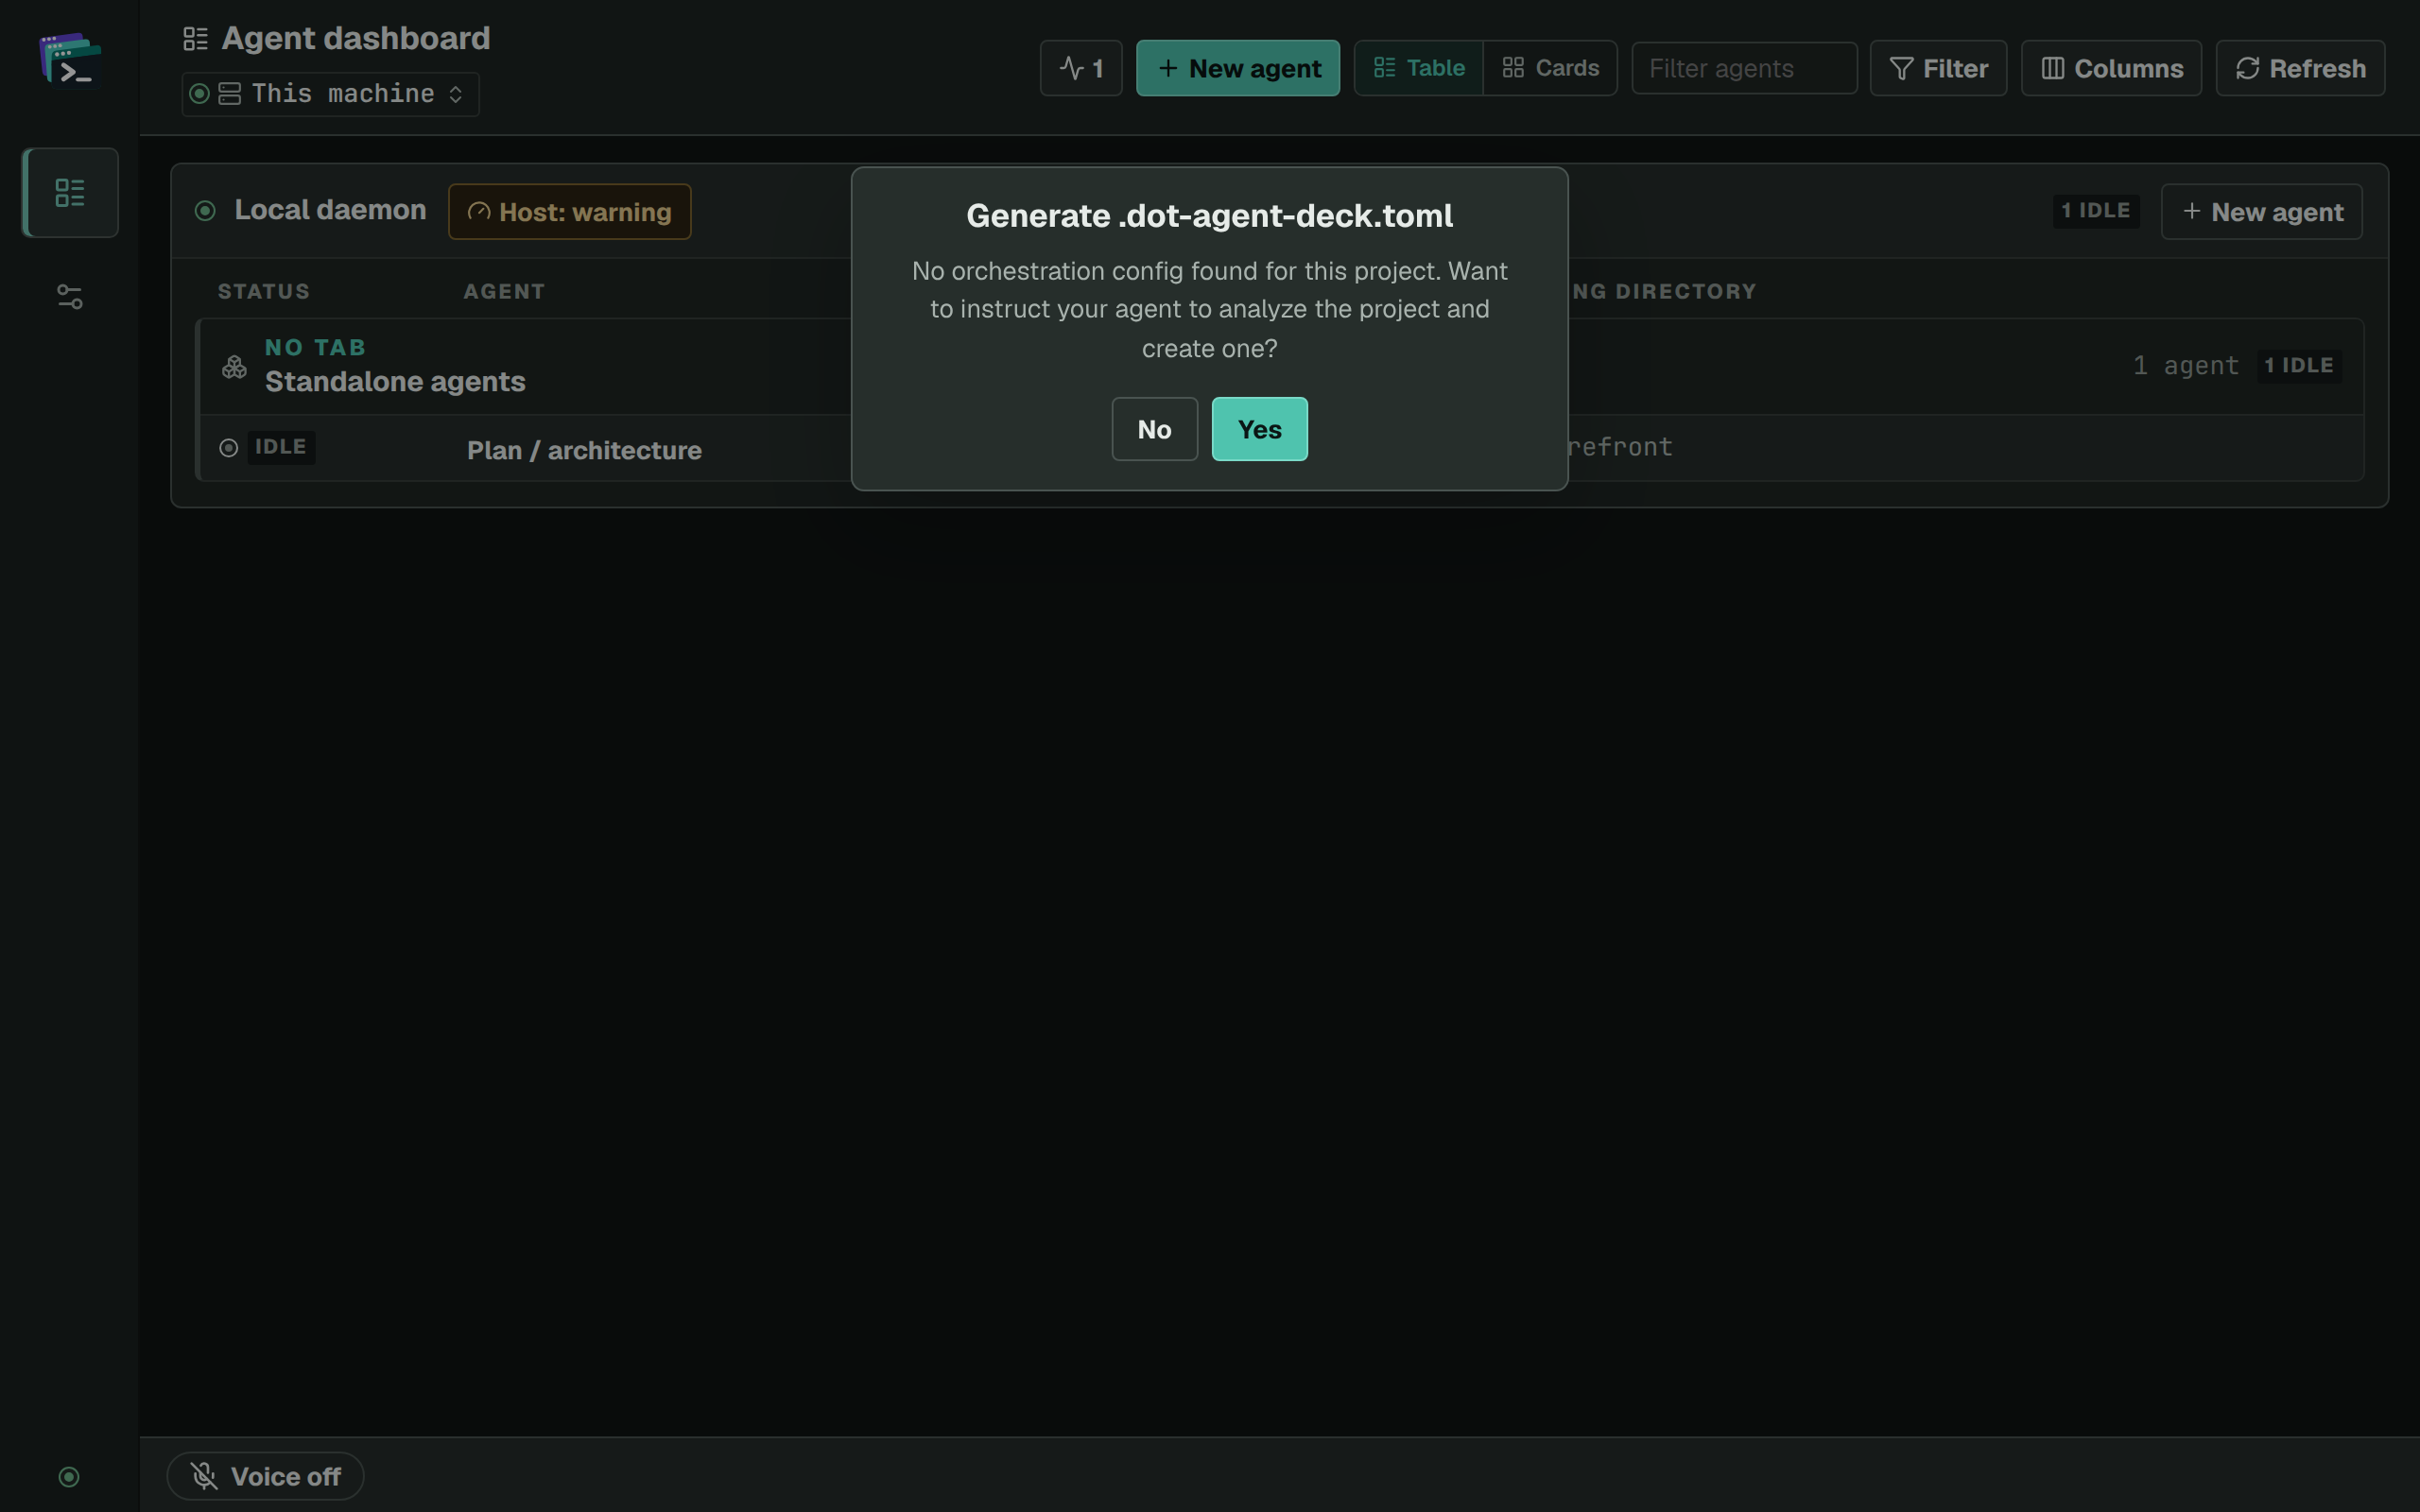 Agent dashboard
This machine
1
+ New agent
Table
Cards
Filter agents
Filter
Columns
Refresh
Local daemon
Host: warning
1 IDLE
+ New agent
Generate .dot-agent-deck.toml
No orchestration config found for this project. Want
to instruct your agent to analyze the project and
create one?
No
Yes
STATUS
AGENT
NG DIRECTORY
NO TAB
Standalone agents
1 agent
1 IDLE
IDLE
Plan / architecture
refront
Voice off